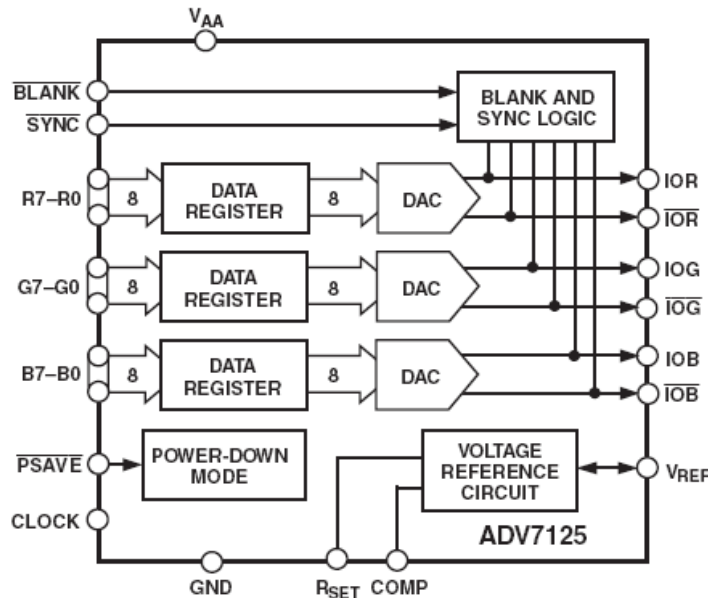 VAA
BLANK
SYNC
BLANK AND
SYNC LOGIC
R7–R0
8
DATA
REGISTER
8
DAC
IOR
IOR
G7–G0
8
DATA
REGISTER
8
DAC
IOG
IOG
B7–B0
8
DATA
REGISTER
8
DAC
IOB
IOB
PSAVE
POWER-DOWN
MODE
VOLTAGE
REFERENCE
CIRCUIT
VREF
CLOCK
ADV7125
GND
RSET
COMP